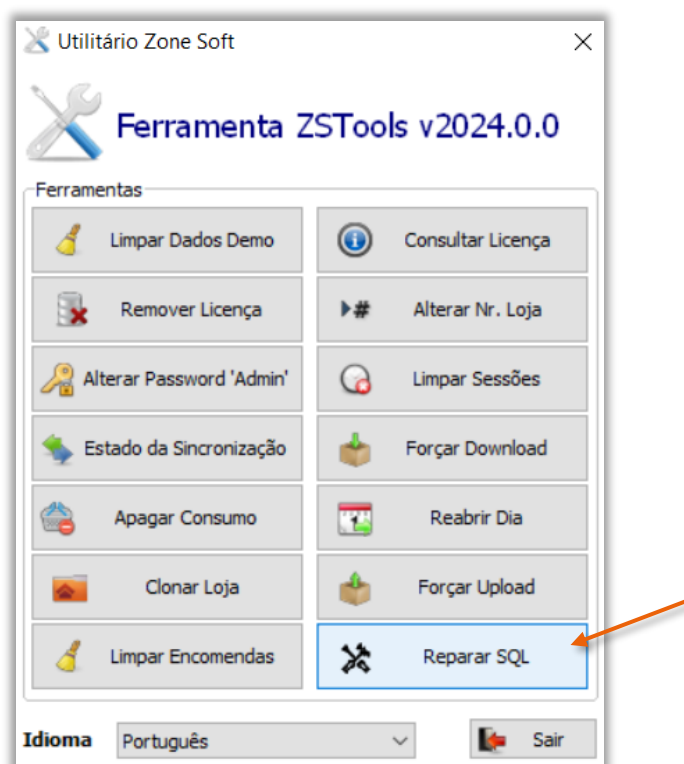 Utilitário Zone Soft
Ferramenta ZSTools v2024.0.0
Ferramentas
Limpar Dados Demo
Consultar Licença
Remover Licença
Alterar Nr. Loja
Alterar Password 'Admin'
Limpar Sessões
Estado da Sincronização
Forçar Download
Apagar Consumo
Reabrir Dia
Clonar Loja
Forçar Upload
Limpar Encomendas
Reparar SQL
Idioma
Português
Sair